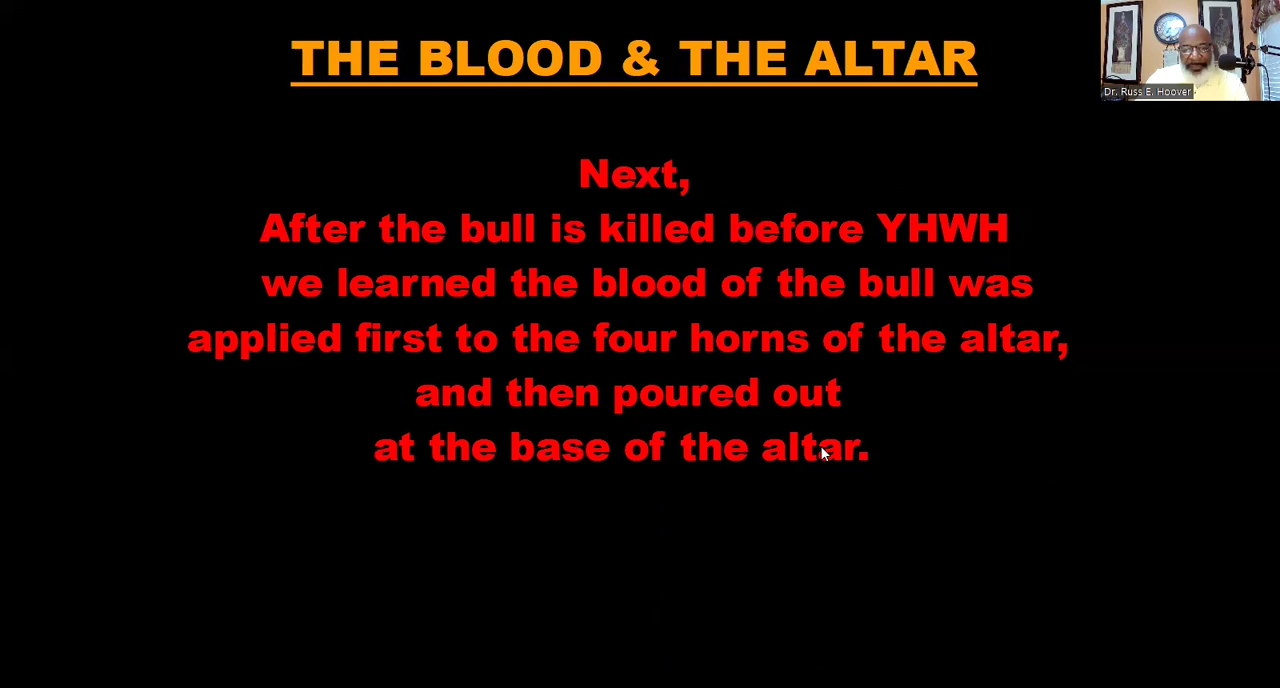 THE BLOOD & THE ALTAR
Dr. Russ E. Hoover
Next,
After the bull is killed before YHWH
we learned the blood of the bull was
applied first to the four horns of the altar,
and then poured out
at the base of the altar.